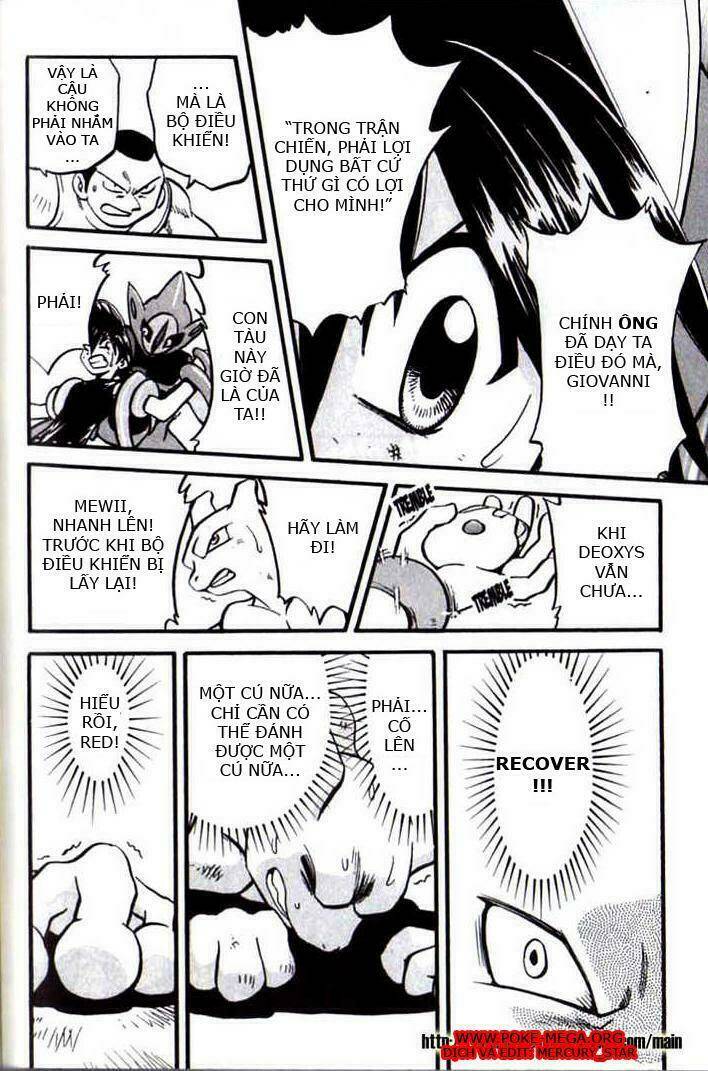 VẬY LÀ
CẬU
KHÔNG
PHẢI NHẮM
VÀO TA
...
...
MÀ LÀ
BỘ ĐIỀU
KHIỂN!
“TRONG TRẬN
CHIẾN, PHẢI LỢI
DỤNG BẤT CỨ
THỨ GÌ CÓ LỢI
CHO MÌNH!”
CHÍNH ÔNG
ĐÃ DẠY TA
ĐIỀU ĐÓ MÀ,
GIOVANNI
!!
PHẢI!
CON
TÀU
NÀY
GIỜ ĐÃ
LÀ CỦA
TA!!
MEWII,
NHANH LÊN!
TRƯỚC KHI BỘ
ĐIỀU KHIỂN BỊ
LẤY LẠI!
HÃY LÀM
ĐI!
TREMBLE
TREMBLE
KHI
DEOXYS
VẪN
CHƯA...
HIỂU
RỒI,
RED!
MỘT CÚ NỮA...
CHỈ CẦN CÓ
THỂ ĐÁNH
ĐƯỢC MỘT
CÚ NỮA...
PHẢI...
CỐ
LÊN
...
RECOVER
!!!
http:
/main
WWW.POKE-MEGA.ORG
DỊCH VÀ EDIT: MERCURY_STAR